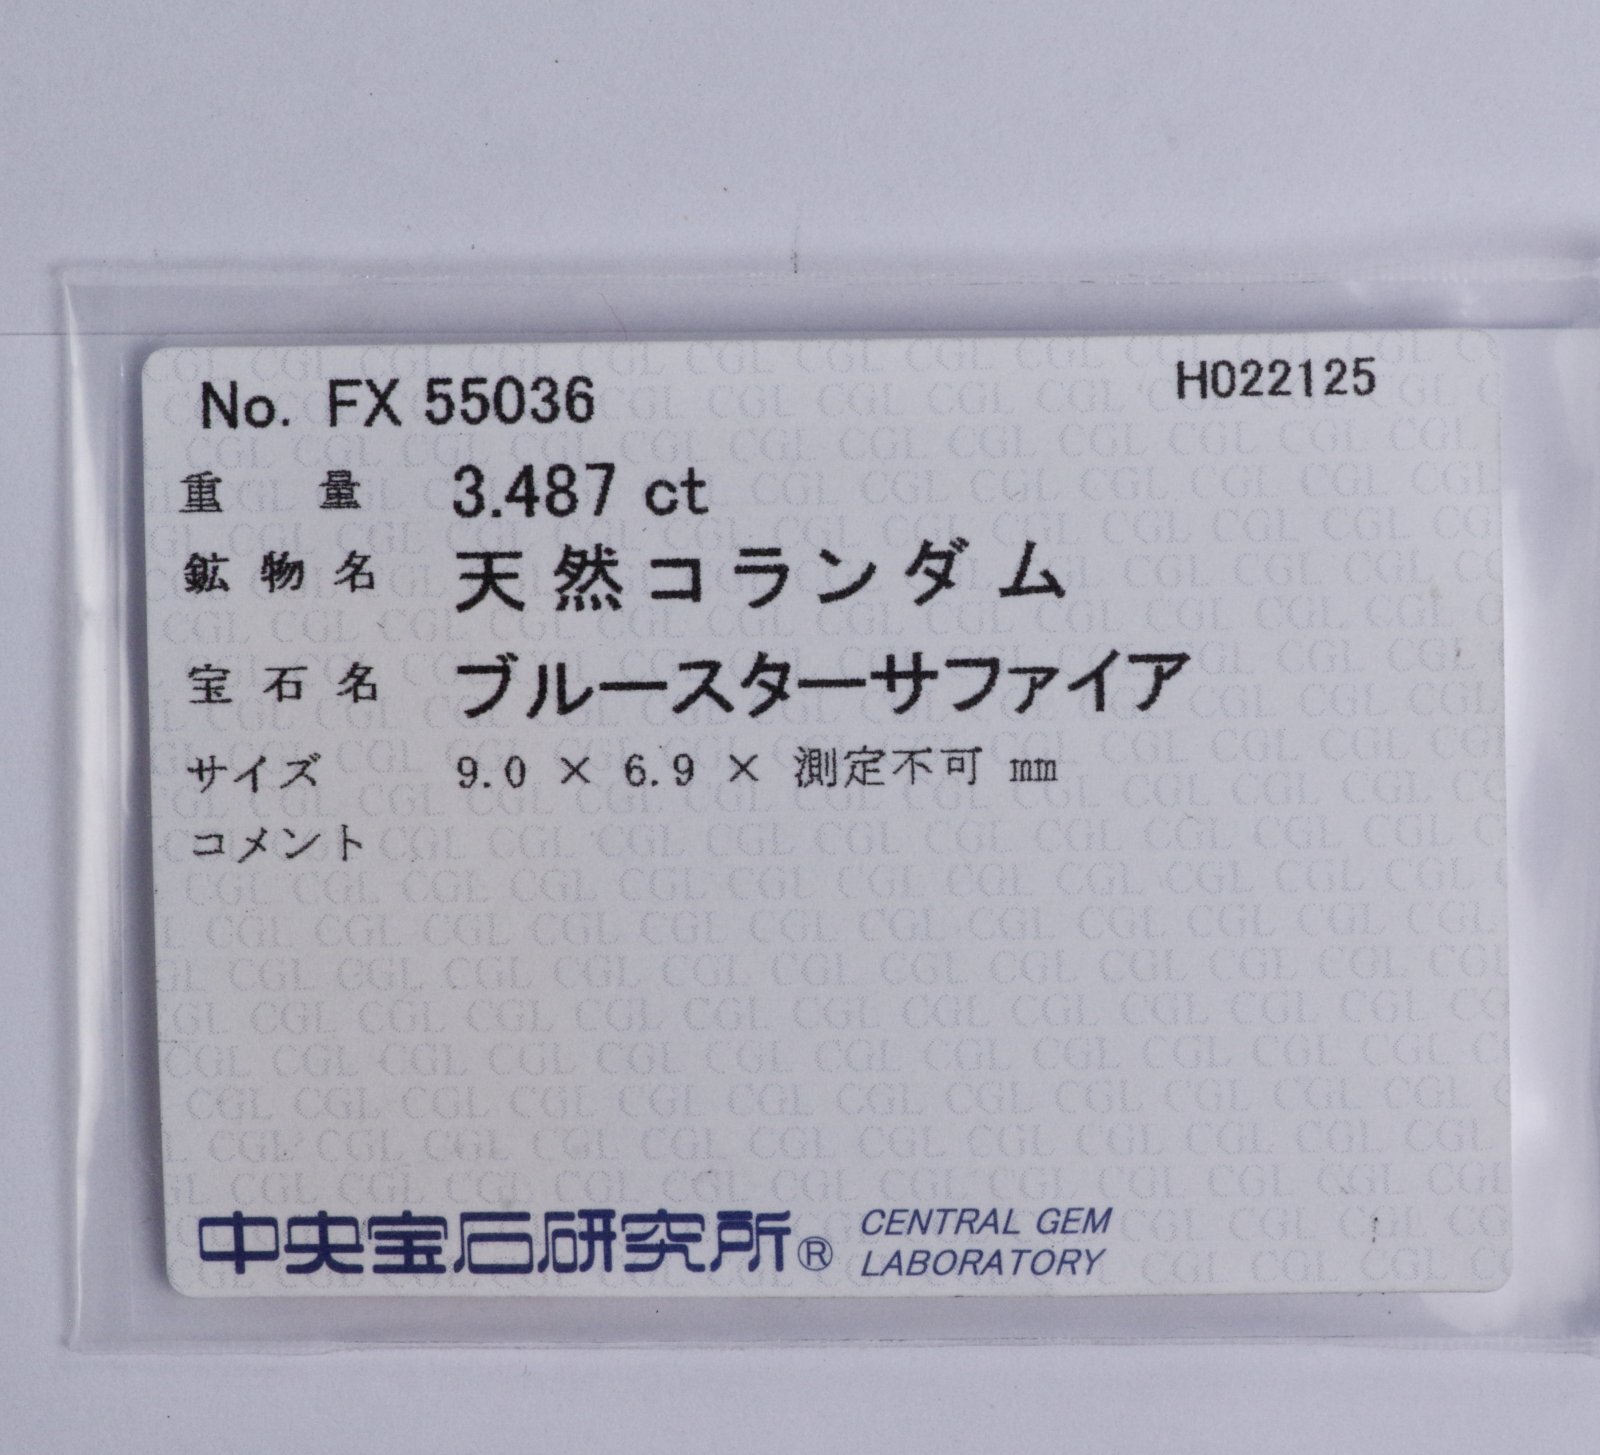 No. FX 55036 H022125
重 量 3.487 ct
鉱 物 名 天然コランダム
宝 石 名 ブルースターサファイア
サイズ 9.0 × 6.9 × 測定不可 mm
コメント
中央宝石研究所® CENTRAL GEM
LABORATORY